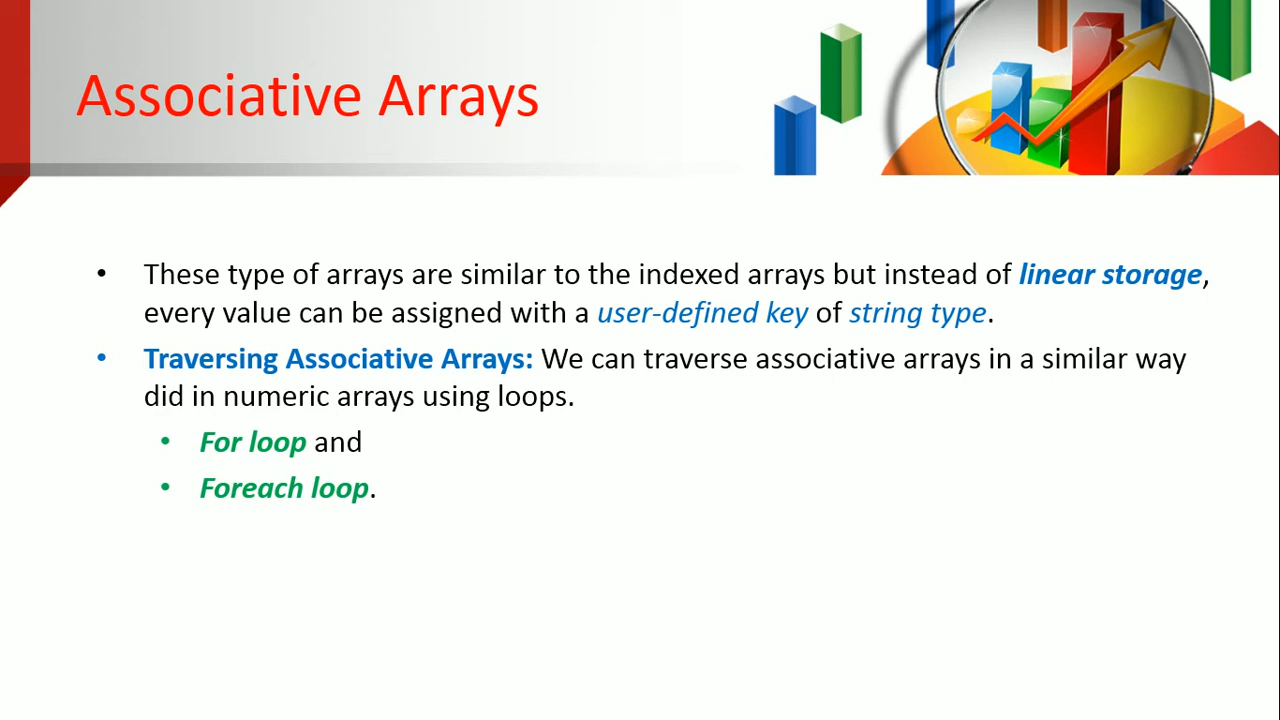 Associative Arrays
• These type of arrays are similar to the indexed arrays but instead of linear storage,
every value can be assigned with a user-defined key of string type.
• Traversing Associative Arrays: We can traverse associative arrays in a similar way
did in numeric arrays using loops.
• For loop and
• Foreach loop.